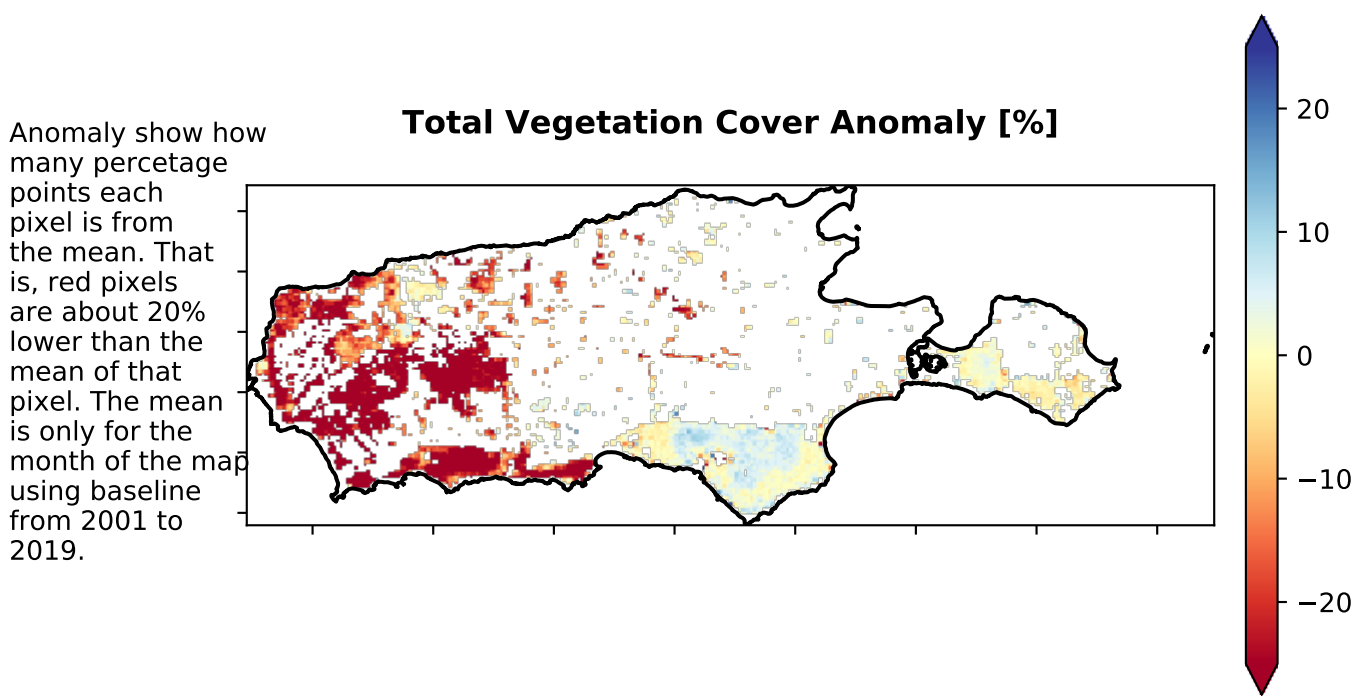 Total Vegetation Cover Anomaly [%]
Anomaly show how
many percetage
points each
pixel is from
the mean. That
is, red pixels
are about 20%
lower than the
mean of that
pixel. The mean
is only for the
month of the map
using baseline
from 2001 to
2019.
20
10
0
−10
−20